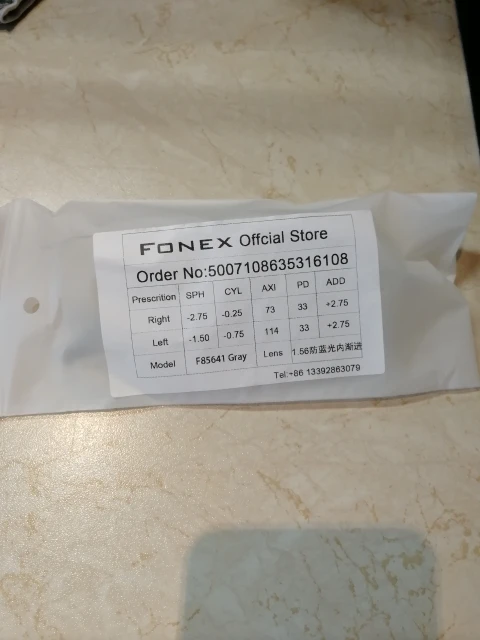 FONEX Offcial Store
Order No:5007108635316108
Prescrntion SPH CYL AXI PD ADD
Right -2.75 -0.25 73 33 +2.75
Left -1.50 -0.75 114 33 +2.75
Model F85641 Gray Lens 1.56防蓝光内渐进
Tel:+86 13392863079